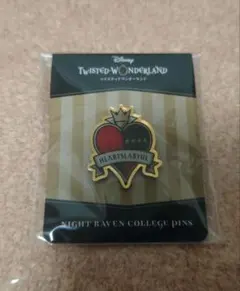 Disney
TWISTED-WONDERLAND
ツイステッドワンダーランド
HEARTSLABYUL
NIGHT RAVEN COLLEGE PINS